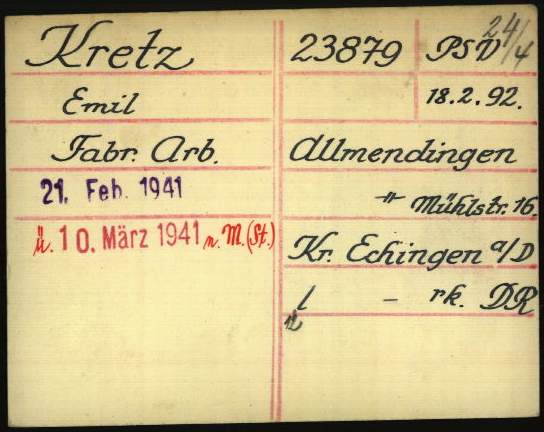 Kretz
Emil
Fabr. Arb.
21. Feb. 1941
ü. 10. März 1941 n. M. (St.)
23879 PSV 24/4
18.2.92.
Allmendingen
" Mühlstr. 16.
Kr. Echingen a/D
l – rk. DR